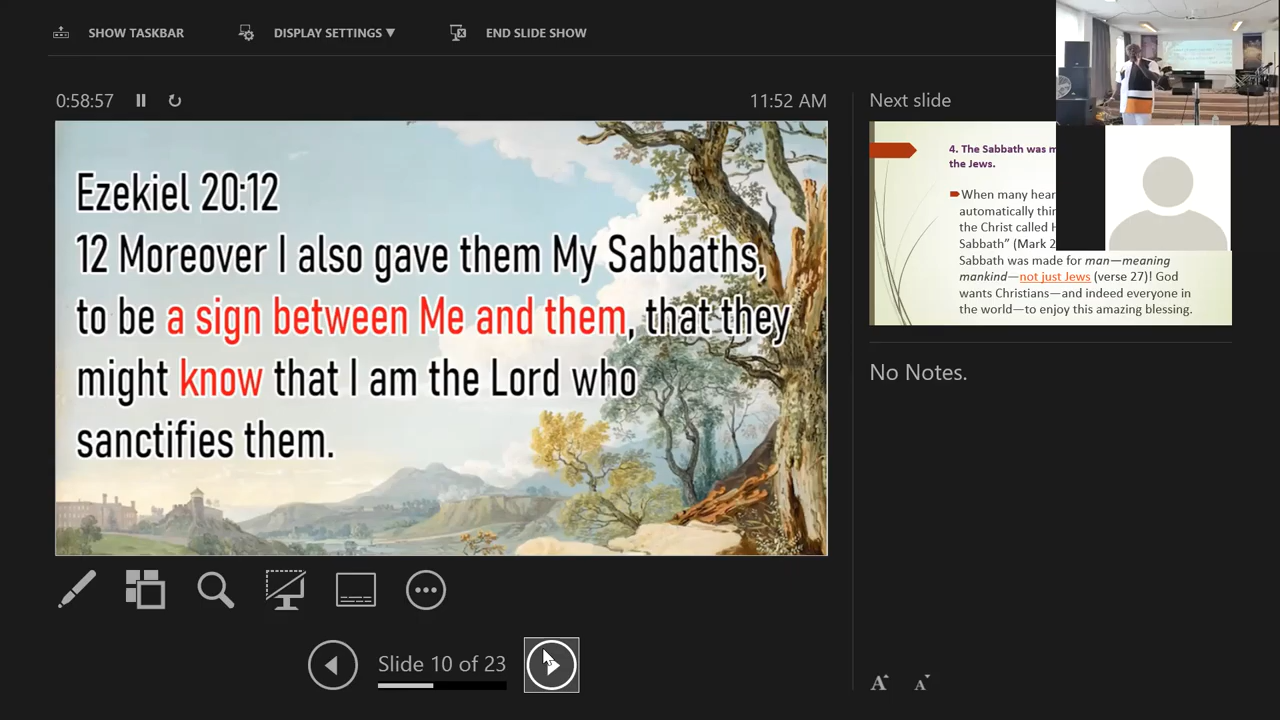 SHOW TASKBAR
DISPLAY SETTINGS ▼
END SLIDE SHOW
0:58:57
11:52 AM
Ezekiel 20:12
12 Moreover I also gave them My Sabbaths,
to be a sign between Me and them, that they
might know that I am the Lord who
sanctifies them.
Slide 10 of 23
Next slide
4. The Sabbath was
the Jews.
When many hear
automatically
the Christ called
Sabbath” (Mark
Sabbath was made for man—meaning
mankind—not just Jews (verse 27)! God
wants Christians—and indeed everyone in
the world—to enjoy this amazing blessing.
No Notes.
A A